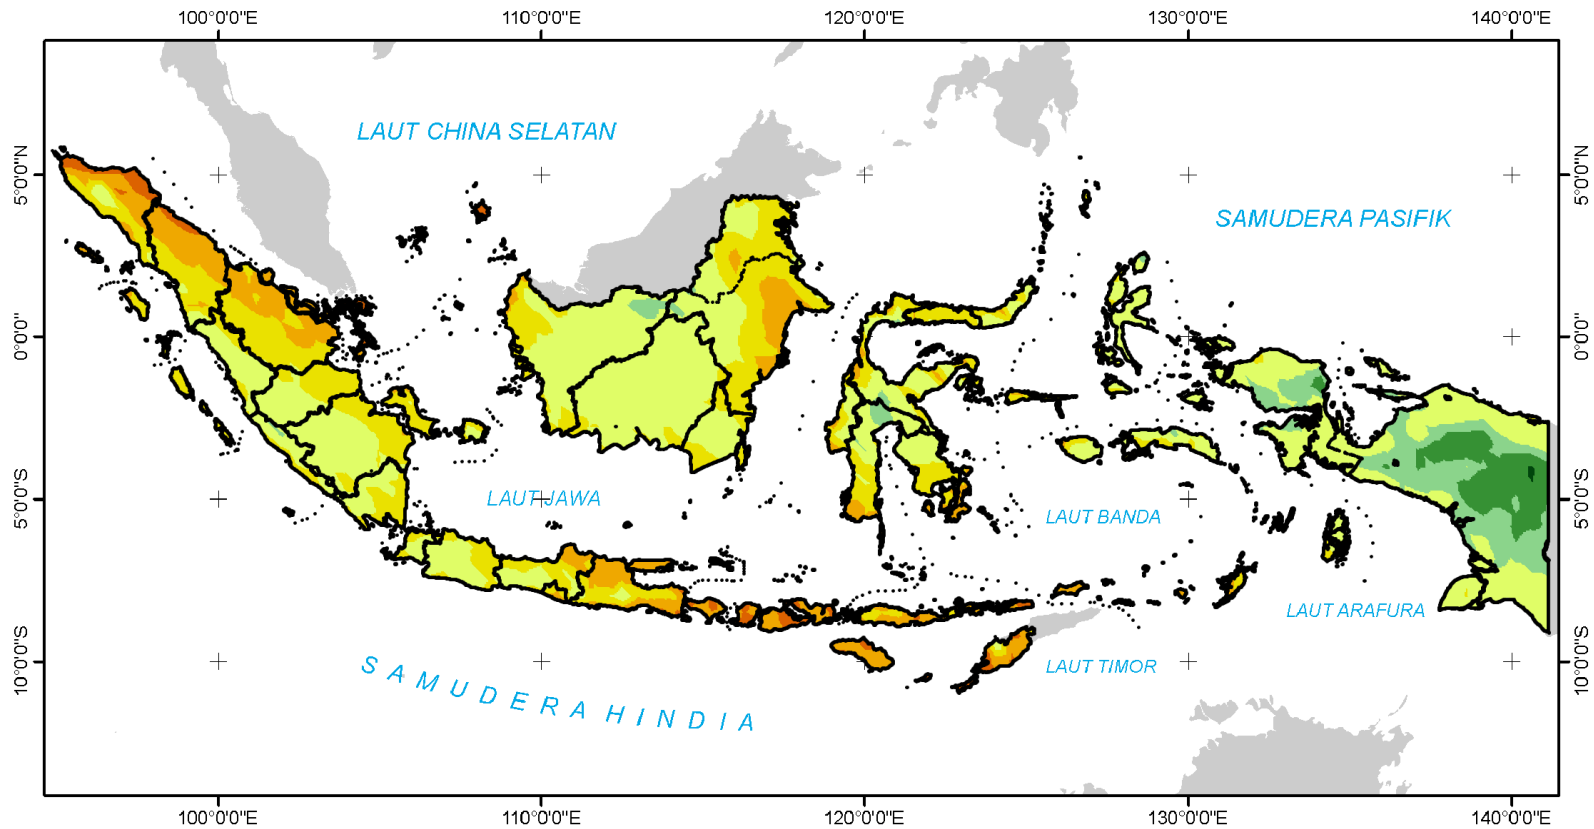 100°0'0"E 110°0'0"E 120°0'0"E 130°0'0"E 140°0'0"E
LAUT CHINA SELATAN
5°0'0"N 5°0'0"N
SAMUDERA PASIFIK
0°0'0" 0°0'0"
LAUT JAWA
5°0'0"S 5°0'0"S
LAUT BANDA
LAUT ARAFURA
10°0'0"S 10°0'0"S
LAUT TIMOR
SAMUDERA HINDIA
100°0'0"E 110°0'0"E 120°0'0"E 130°0'0"E 140°0'0"E